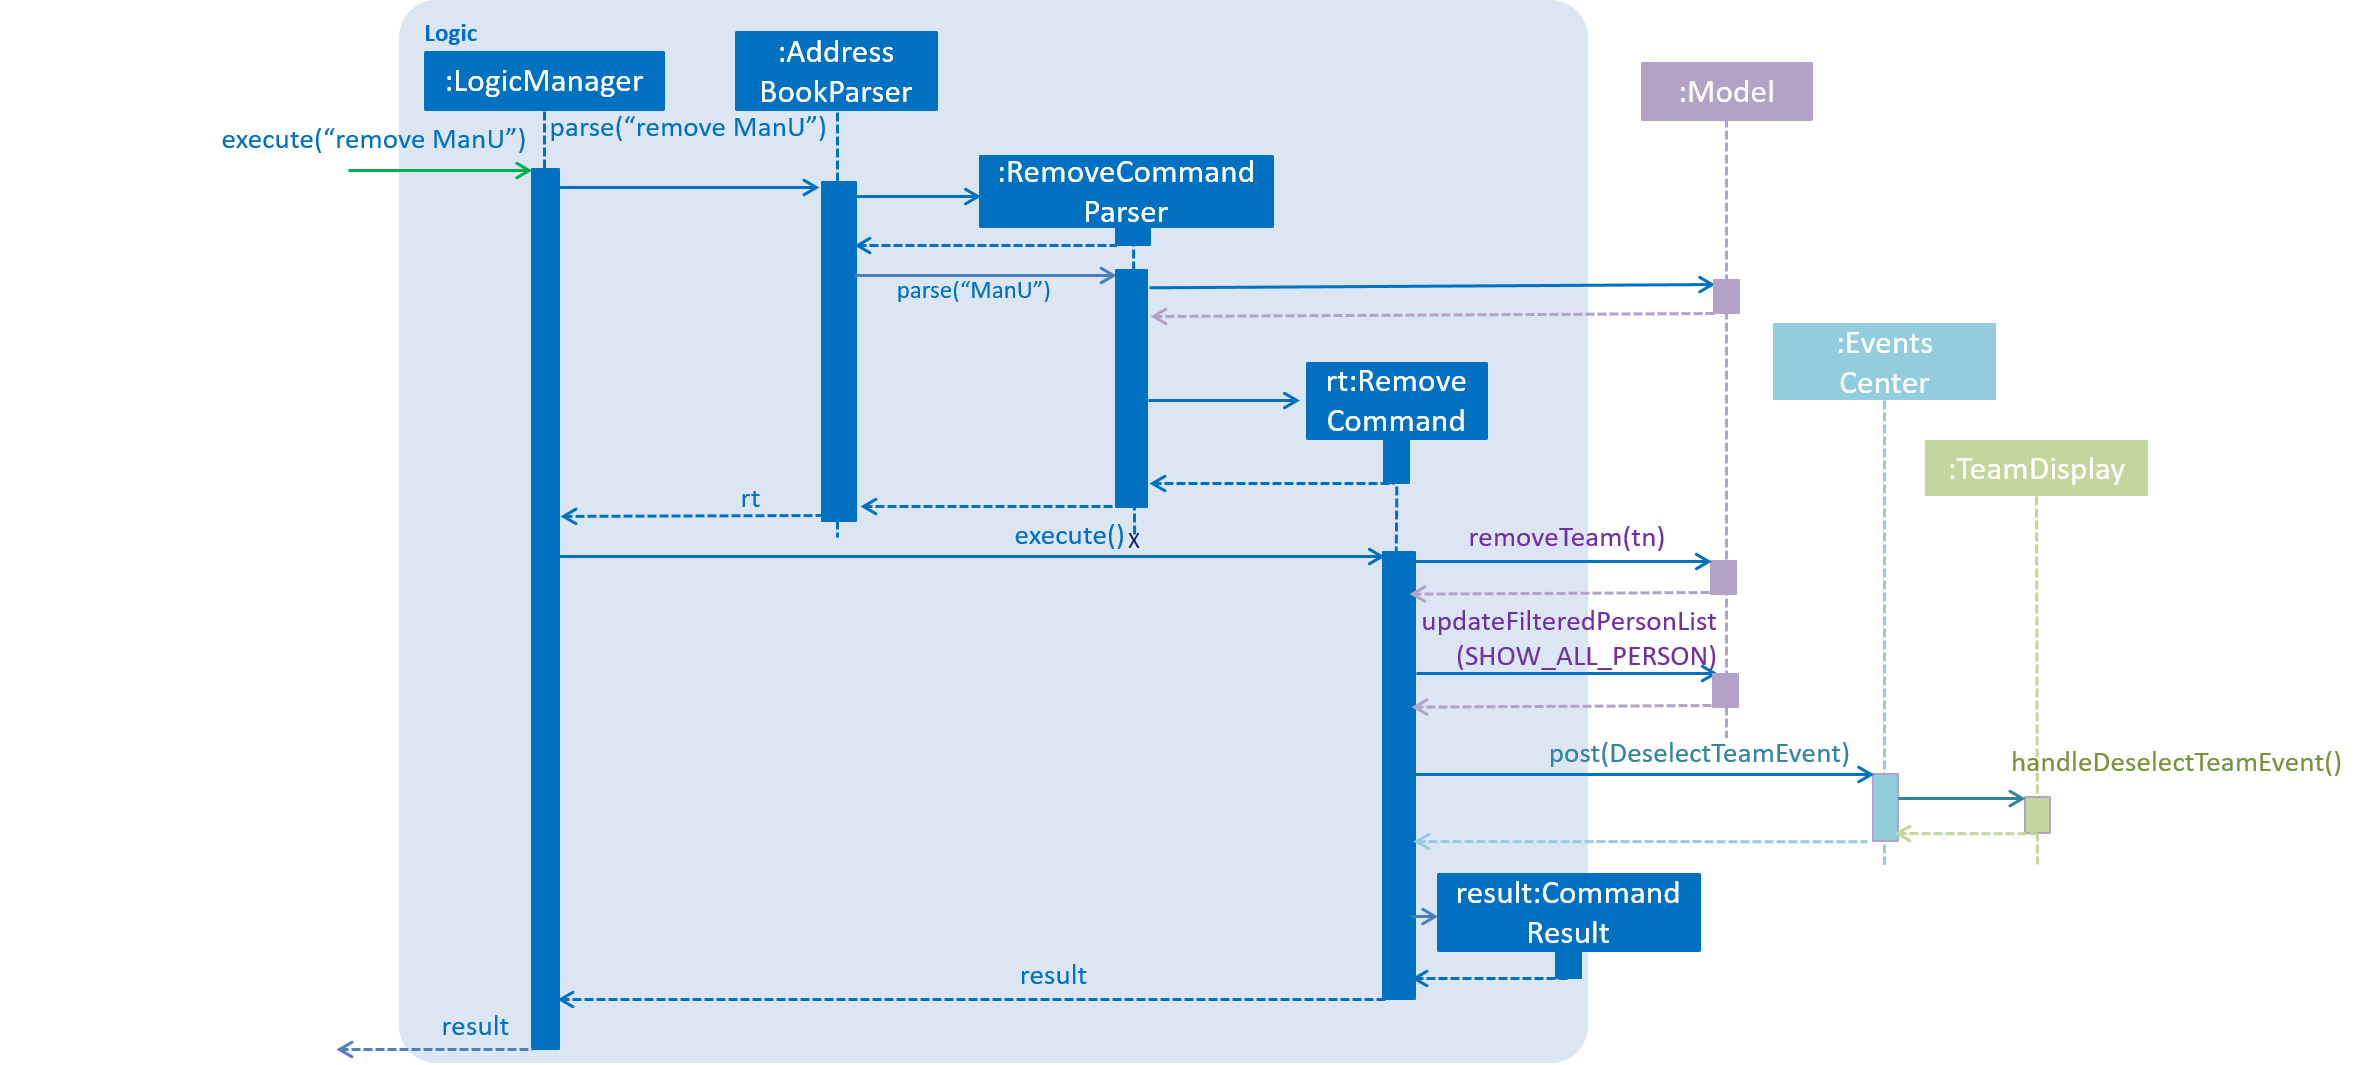 Logic
:LogicManager
:Address
BookParser
:Model
execute(“remove ManU”)
parse(“remove ManU”)
:RemoveCommand
Parser
parse(“ManU”)
:Events
Center
rt:Remove
Command
:TeamDisplay
rt
execute()
X
removeTeam(tn)
updateFilteredPersonList
(SHOW_ALL_PERSON)
post(DeselectTeamEvent)
handleDeselectTeamEvent()
result:Command
Result
result
result